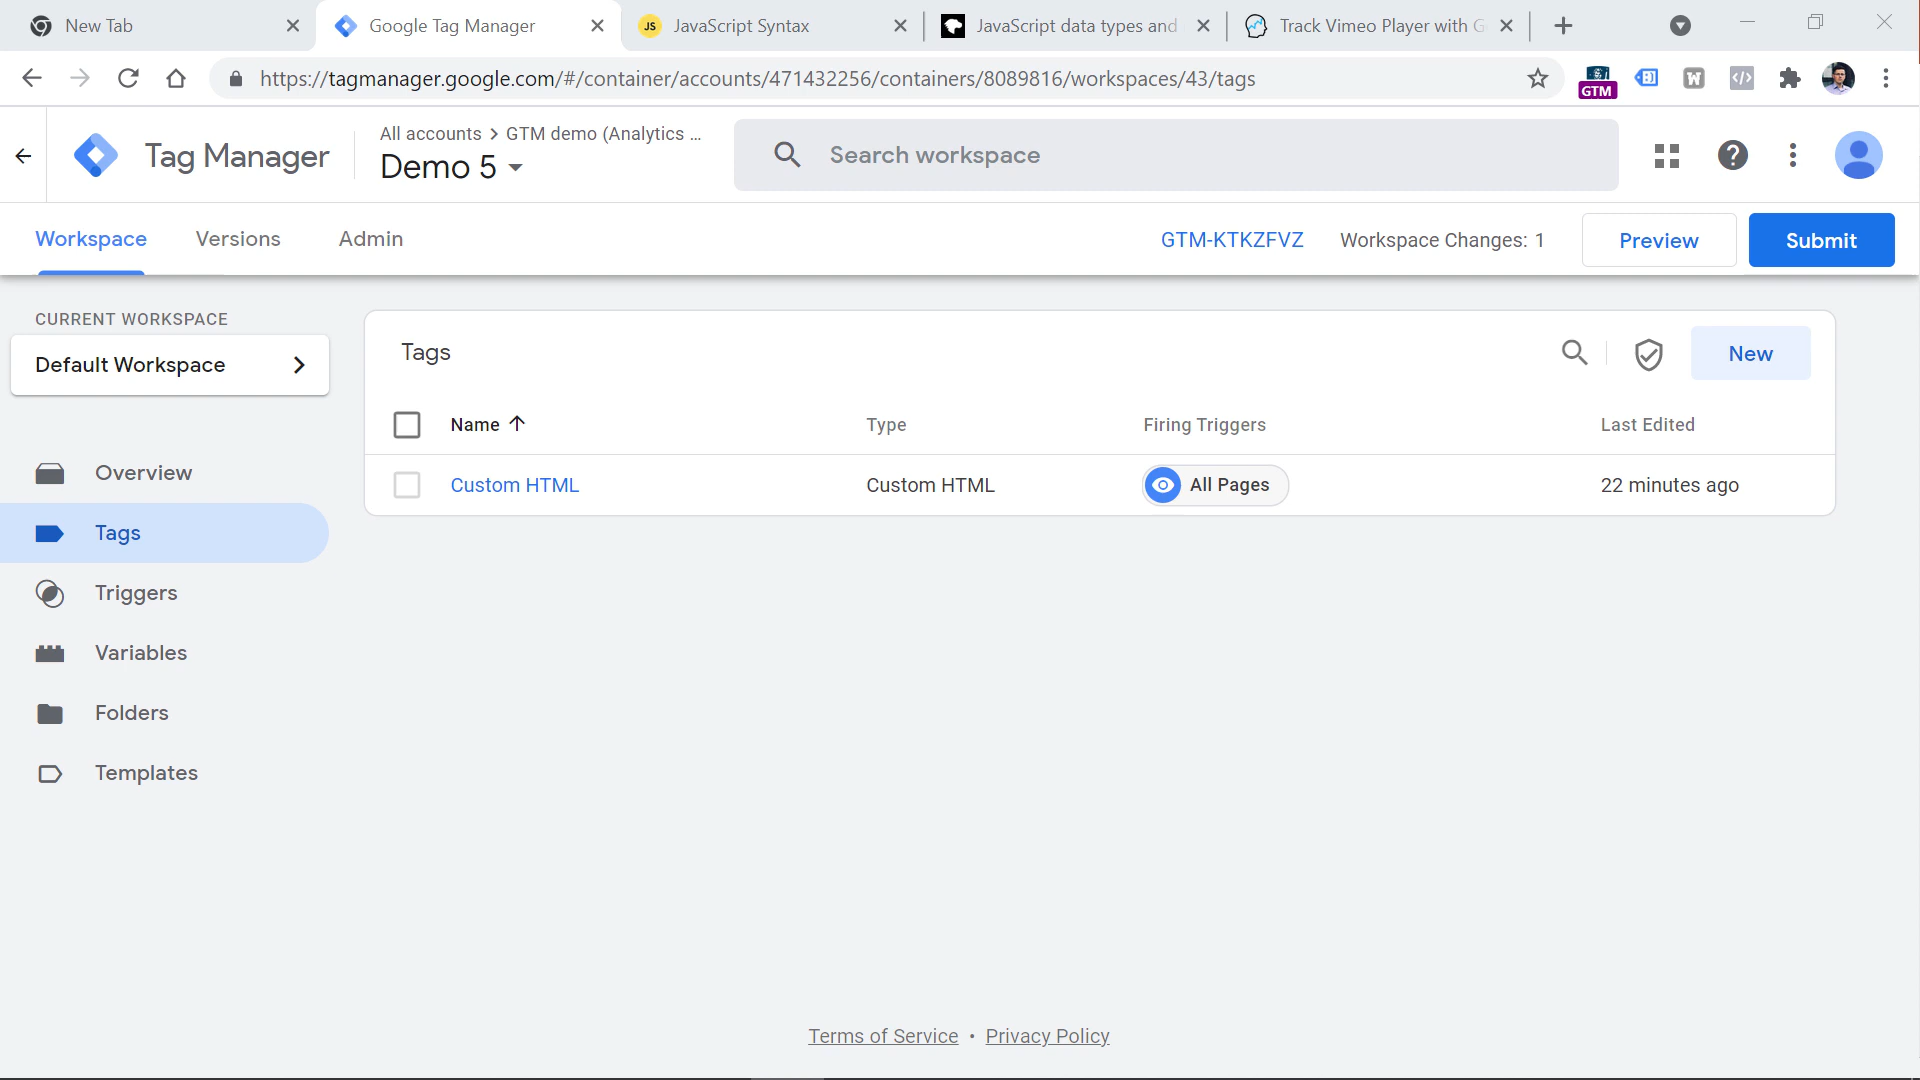 New Tab
Google Tag Manager
JS
JavaScript Syntax
JavaScript data types and
Track Vimeo Player with G
https://tagmanager.google.com/#/container/accounts/471432256/containers/8089816/workspaces/43/tags
GTM
W
Tag Manager
All accounts > GTM demo (Analytics ...
Demo 5
Search workspace
Workspace
Versions
Admin
GTM-KTKZFVZ
Workspace Changes: 1
Preview
Submit
CURRENT WORKSPACE
Default Workspace
Overview
Tags
Triggers
Variables
Folders
Templates
Tags
New
Name Type Firing Triggers Last Edited
Custom HTML Custom HTML All Pages 22 minutes ago
Terms of Service • Privacy Policy